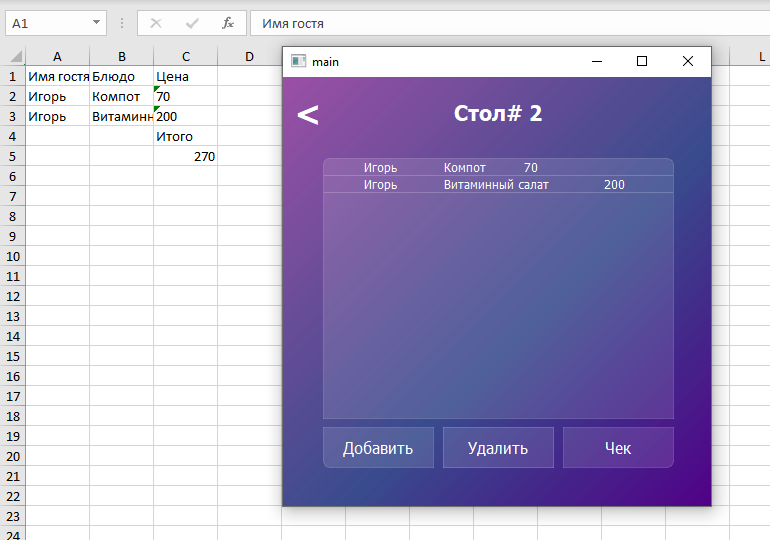 A1 fx Имя гостя
A B C D L
1 Имя гостя Блюдо Цена
2 Игорь Компот 70
3 Игорь Витаминн 200
4 Итого
5 270
6
7
8
9
10
11
12
13
14
15
16
17
18
19
20
21
22
23
24
main
<
Стол# 2
Игорь Компот 70
Игорь Витаминный салат 200
Добавить Удалить Чек